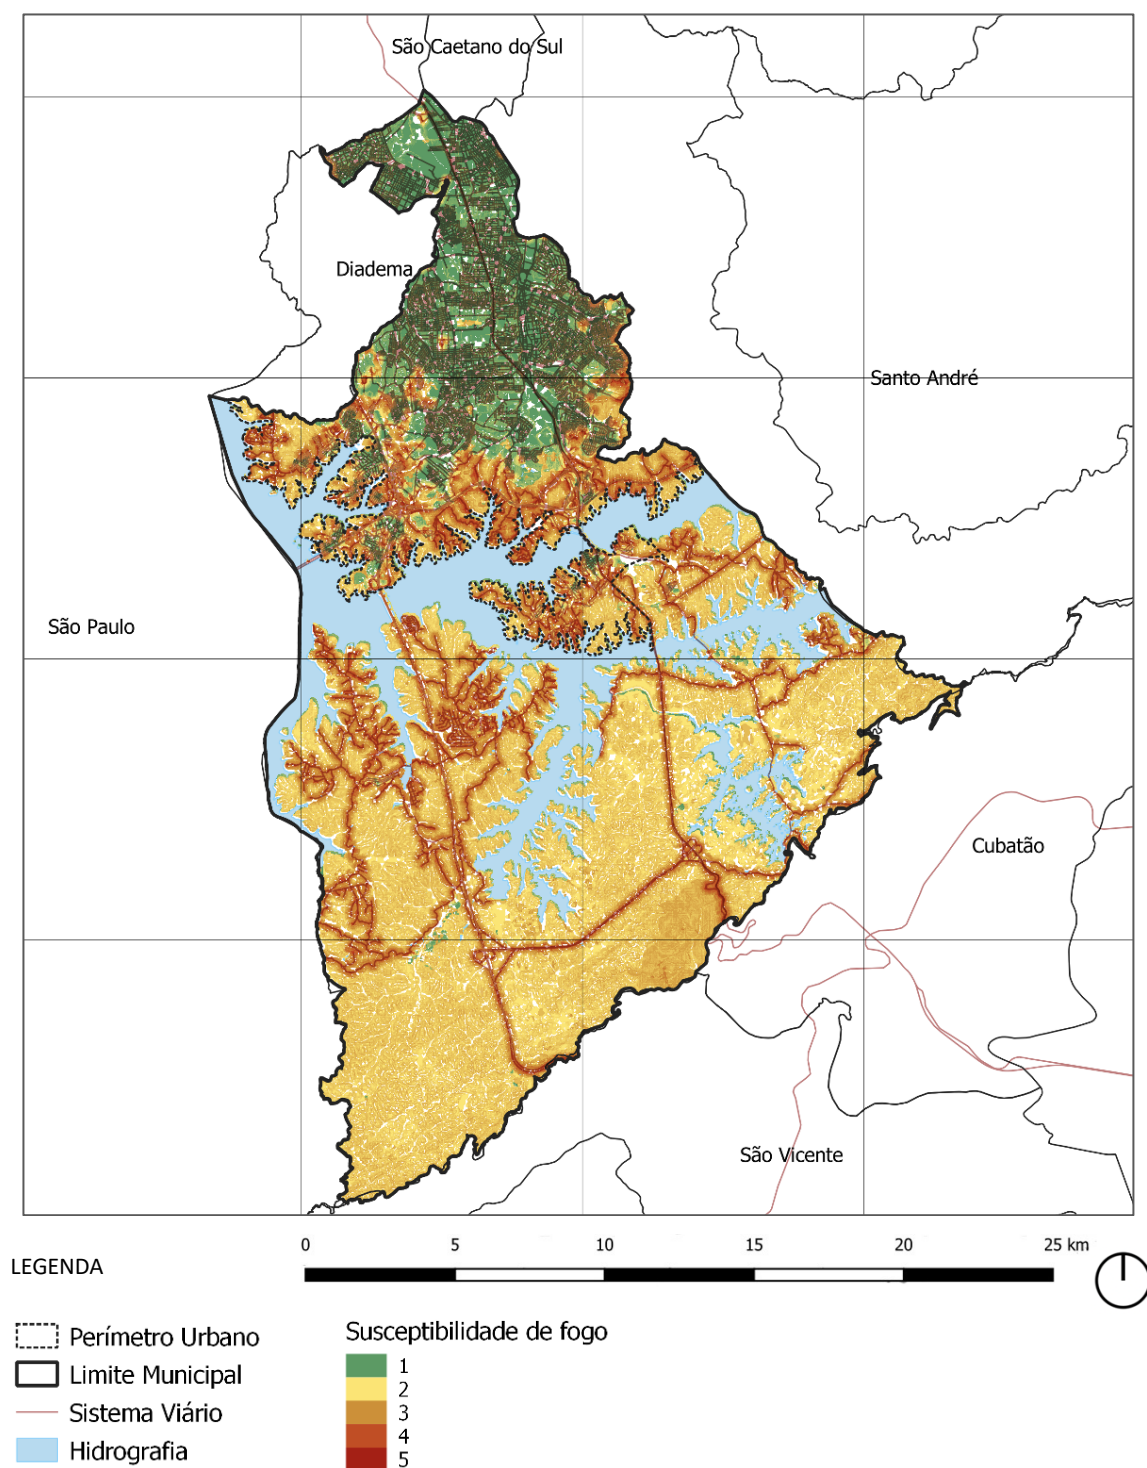 São Caetano do Sul
Diadema
Santo André
São Paulo
Cubatão
São Vicente
0 5 10 15 20 25 km
LEGENDA
Perímetro Urbano
Limite Municipal
Sistema Viário
Hidrografia
Susceptibilidade de fogo
1
2
3
4
5